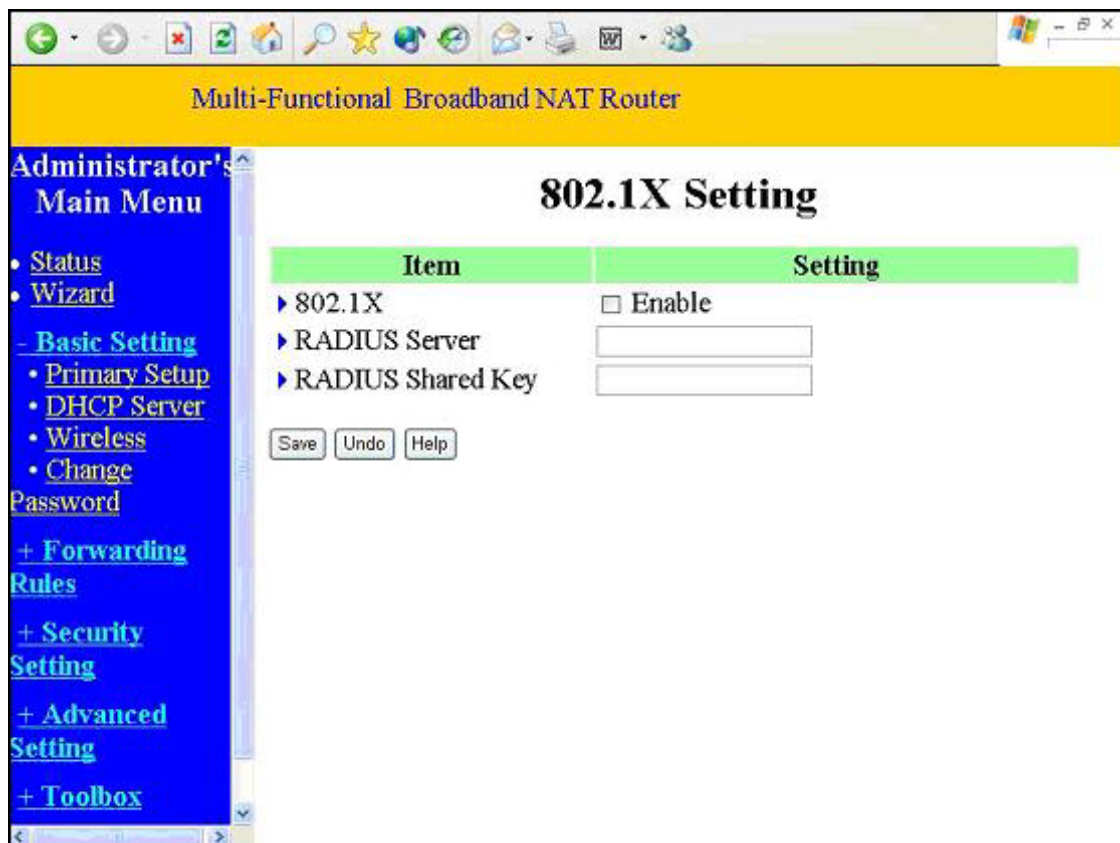 Multi-Functional Broadband NAT Router
Administrator's
Main Menu
Status
Wizard
- Basic Setting
Primary Setup
DHCP Server
Wireless
Change
Password
+ Forwarding
Rules
+ Security
Setting
+ Advanced
Setting
+ Toolbox
802.1X Setting
Item Setting
802.1X Enable
RADIUS Server
RADIUS Shared Key
Save Undo Help